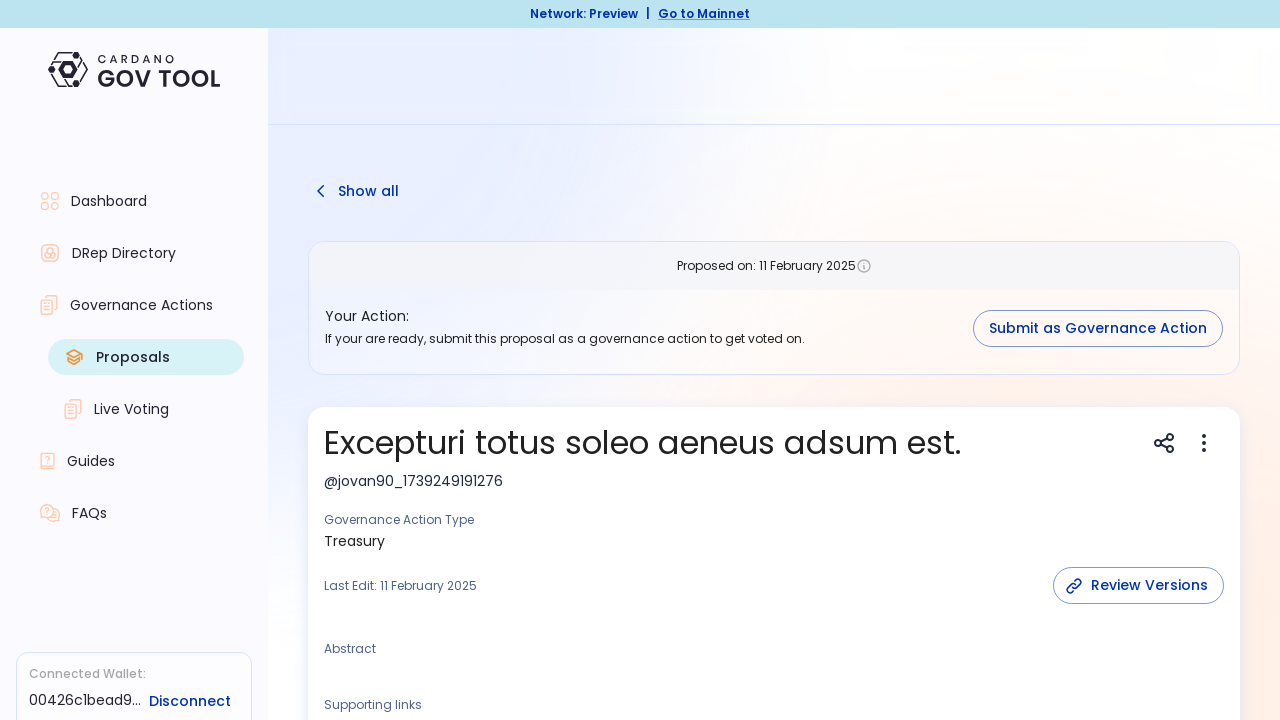 Network: Preview | Go to Mainnet
CARDANO
GOV TOOL
Dashboard
DRep Directory
Governance Actions
Proposals
Live Voting
Guides
FAQs
Connected Wallet:
00426c1bead9... Disconnect
Show all
Proposed on: 11 February 2025
Your Action:
If your are ready, submit this proposal as a governance action to get voted on.
Submit as Governance Action
Excepturi totus soleo aeneus adsum est.
@jovan90_1739249191276
Governance Action Type
Treasury
Last Edit: 11 February 2025
Review Versions
Abstract
Supporting links